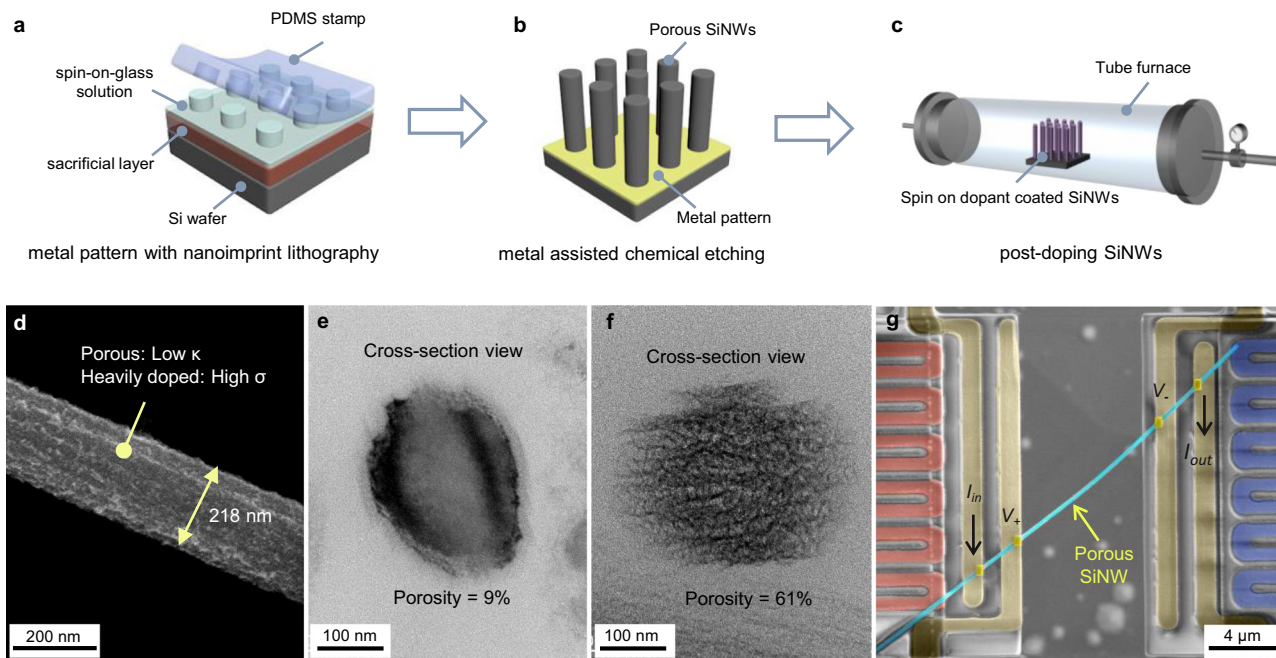 a
PDMS stamp
spin-on-glass
solution
sacrificial layer
Si wafer
metal pattern with nanoimprint lithography
b
Porous SiNWs
Metal pattern
metal assisted chemical etching
c
Tube furnace
Spin on dopant coated SiNWs
post-doping SiNWs
d
Porous: Low κ
Heavily doped: High σ
218 nm
200 nm
e
Cross-section view
Porosity = 9%
100 nm
f
Cross-section view
Porosity = 61%
100 nm
g
V-
Iout
Iin
V+
Porous
SiNW
4 µm